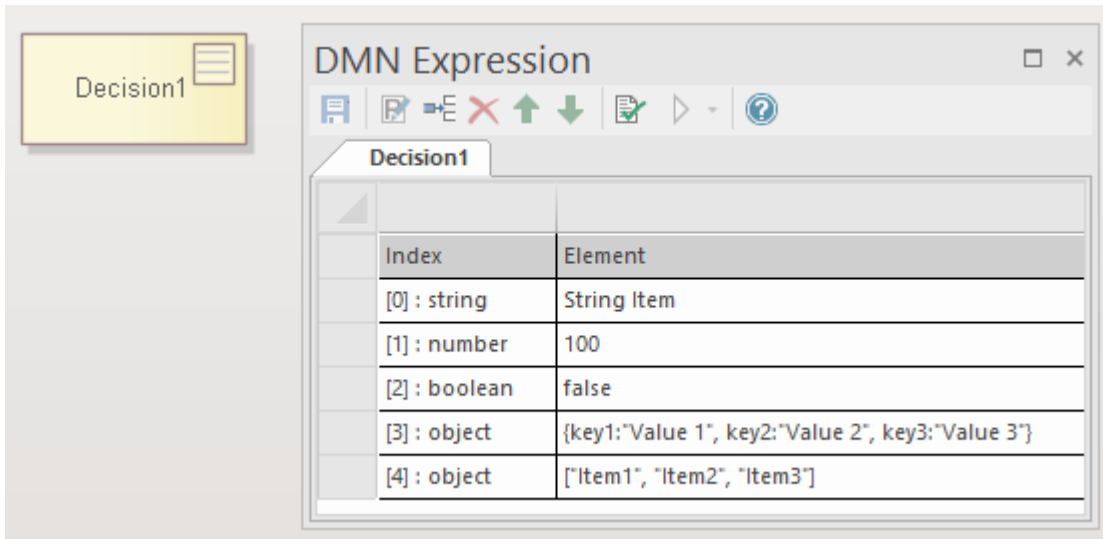 Decision1
DMN Expression
Decision1
Index Element
[0] : string String Item
[1] : number 100
[2] : boolean false
[3] : object {key1:"Value 1", key2:"Value 2", key3:"Value 3"}
[4] : object ["Item1", "Item2", "Item3"]